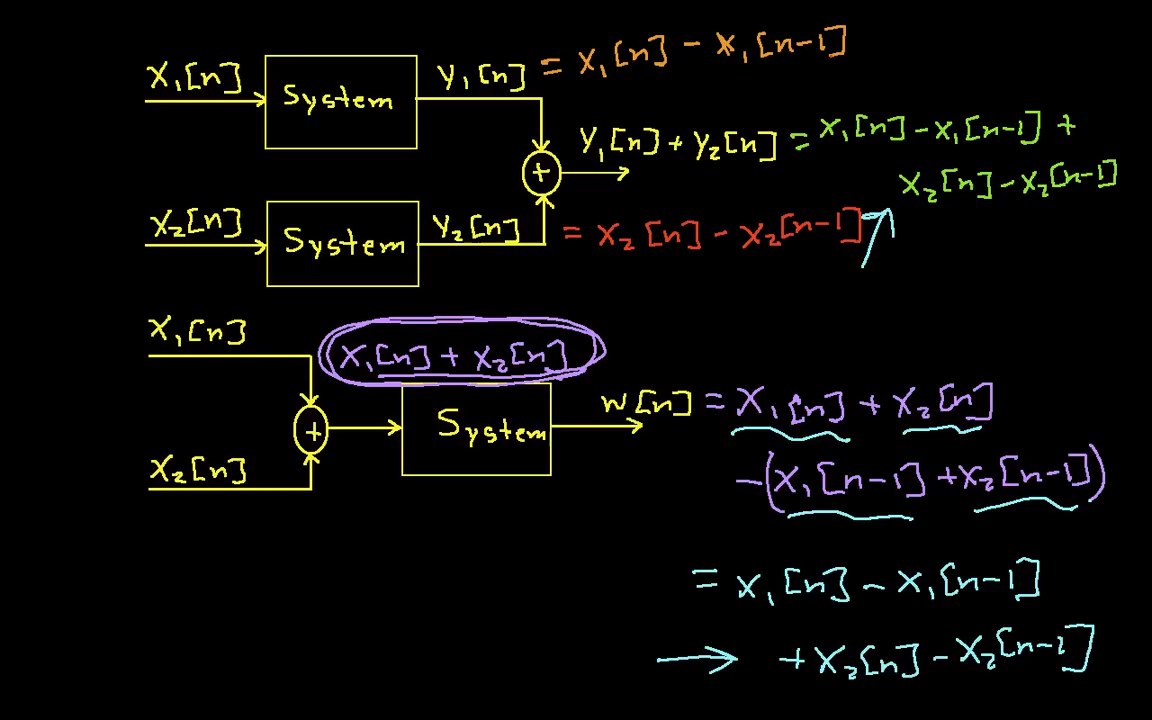 x₁[n] System y₁[n] = x₁[n] - x₁[n-1]
y₁[n] + y₂[n] = x₁[n] - x₁[n-1] +
+
x₂[n] - x₂[n-1]
x₂[n] System y₂[n] = x₂[n] - x₂[n-1]
x₁[n]
x₁[n] + x₂[n]
+ System w[n] = x₁[n] + x₂[n]
x₂[n] -(x₁[n-1] + x₂[n-1])
= x₁[n] - x₁[n-1]
+ x₂[n] - x₂[n-1]